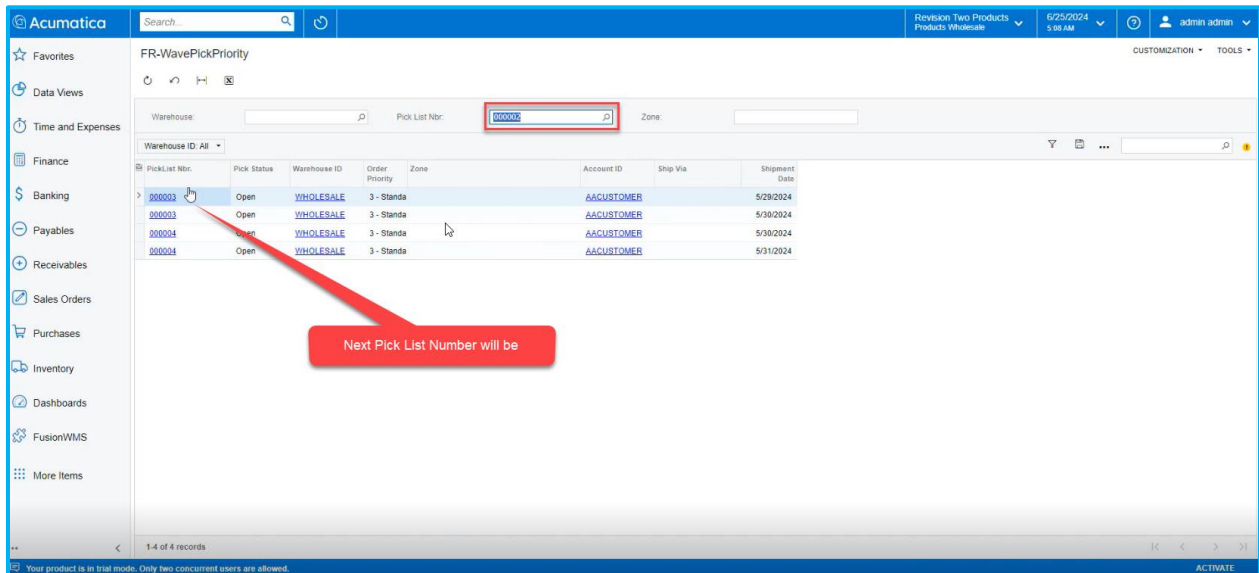 Acumatica Search... Revision Two Products Products Wholesale 6/25/2024 5:08 AM admin admin
Favorites
Data Views
Time and Expenses
Finance
Banking
Payables
Receivables
Sales Orders
Purchases
Inventory
Dashboards
FusionWMS
More Items
FR-WavePickPriority
CUSTOMIZATION TOOLS
Warehouse: Pick List Nbr: 000002 Zone:
Warehouse ID: All
PickList Nbr. Pick Status Warehouse ID Order Priority Zone Account ID Ship Via Shipment Date
000003 Open WHOLESALE 3 - Standa AACUSTOMER 5/29/2024
000003 Open WHOLESALE 3 - Standa AACUSTOMER 5/30/2024
000004 Open WHOLESALE 3 - Standa AACUSTOMER 5/30/2024
000004 Open WHOLESALE 3 - Standa AACUSTOMER 5/31/2024
Next Pick List Number will be
1-4 of 4 records
Your product is in trial mode. Only two concurrent users are allowed. ACTIVATE